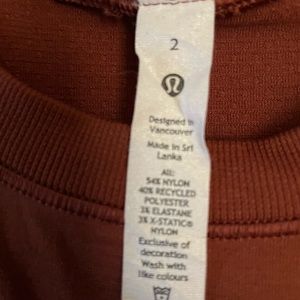 2
Designed in
Vancouver
Made in Sri
Lanka
All:
54% NYLON
40% RECYCLED
POLYESTER
3% ELASTANE
3% X-STATIC®
NYLON
Exclusive of
decoration
Wash with
like colours